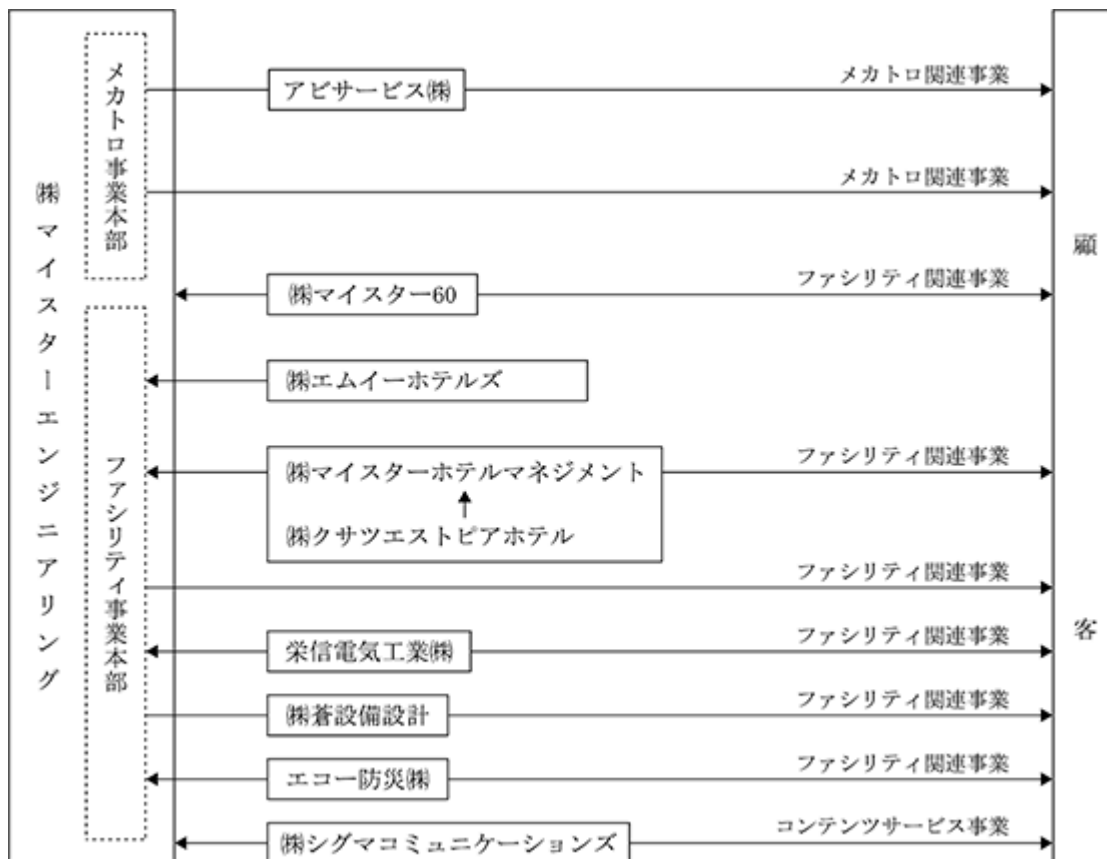 ㈱マイスターエンジニアリング
メカトロ事業本部
ファシリティ事業本部
アビサービス㈱
メカトロ関連事業
メカトロ関連事業
㈱マイスター60
ファシリティ関連事業
㈱エムイーホテルズ
㈱マイスターホテルマネジメント
ファシリティ関連事業
㈱クサツエストピアホテル
ファシリティ関連事業
栄信電気工業㈱
ファシリティ関連事業
㈱蒼設備設計
ファシリティ関連事業
エコー防災㈱
ファシリティ関連事業
㈱シグマコミュニケーションズ
コンテンツサービス事業
顧客